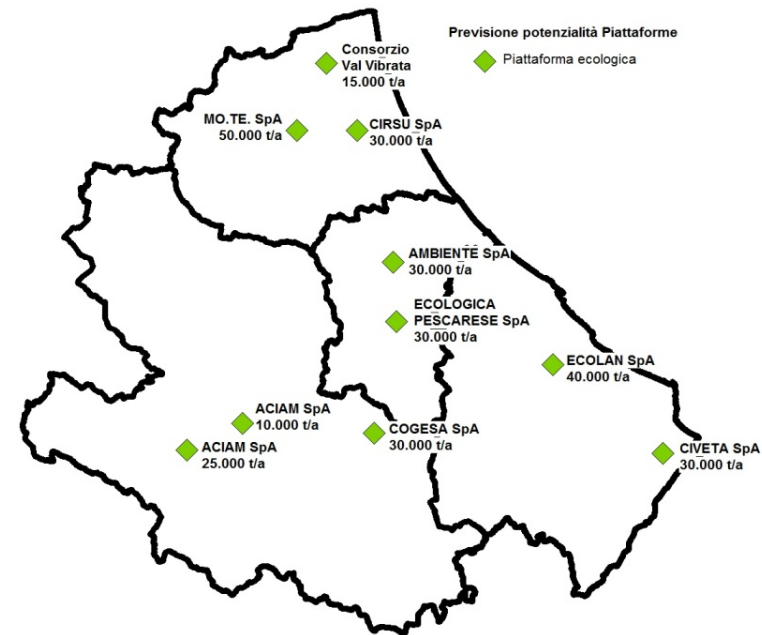 Previsione potenzialità Piattaforme
Piattaforma ecologica
Consorzio
Val Vibrata
15.000 t/a
MO.TE. SpA
50.000 t/a
CIRSU SpA
30.000 t/a
AMBIENTE SpA
30.000 t/a
ECOLOGICA
PESCARESE SpA
30.000 t/a
ECOLAN SpA
40.000 t/a
ACIAM SpA
10.000 t/a
ACIAM SpA
25.000 t/a
COGESA SpA
30.000 t/a
CIVETA SpA
30.000 t/a